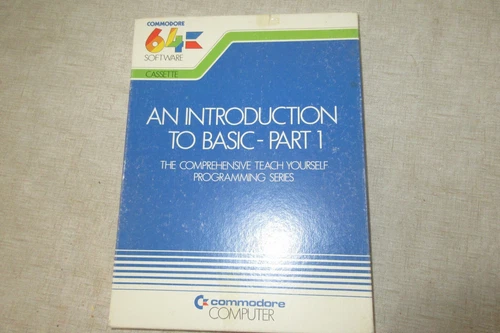 COMMODORE
64
SOFTWARE
CASSETTE
AN INTRODUCTION
TO BASIC - PART 1
THE COMPREHENSIVE TEACH YOURSELF
PROGRAMMING SERIES
commodore
COMPUTER